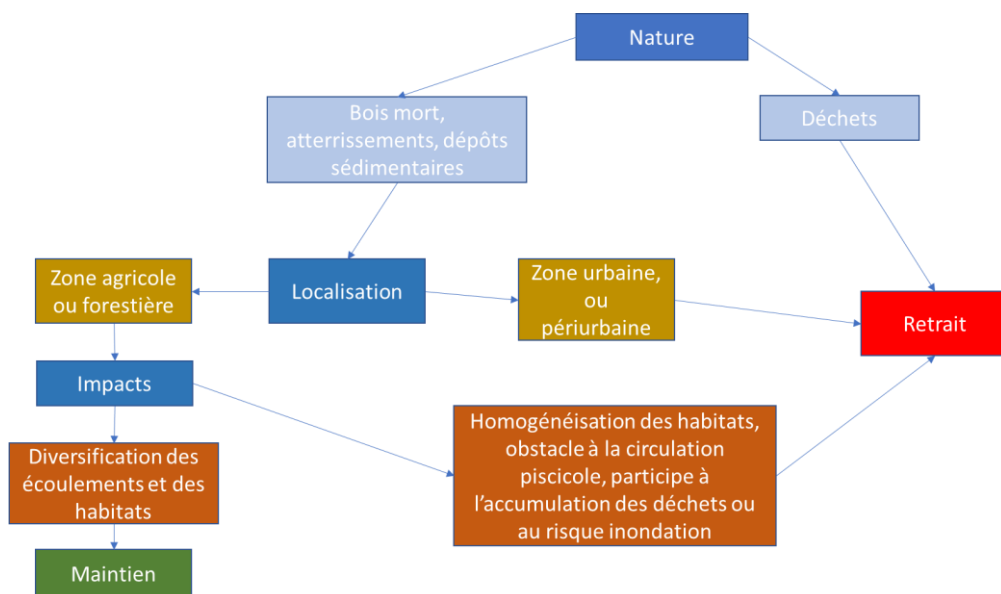 Nature
Bois mort,
atterrissements, dépôts
sédimentaires
Déchets
Zone agricole
ou forestière
Localisation
Zone urbaine,
ou
périurbaine
Retrait
Impacts
Homogénéisation des habitats,
obstacle à la circulation
piscicole, participe à
l’accumulation des déchets ou
au risque inondation
Diversification des
écoulements et des
habitats
Maintien